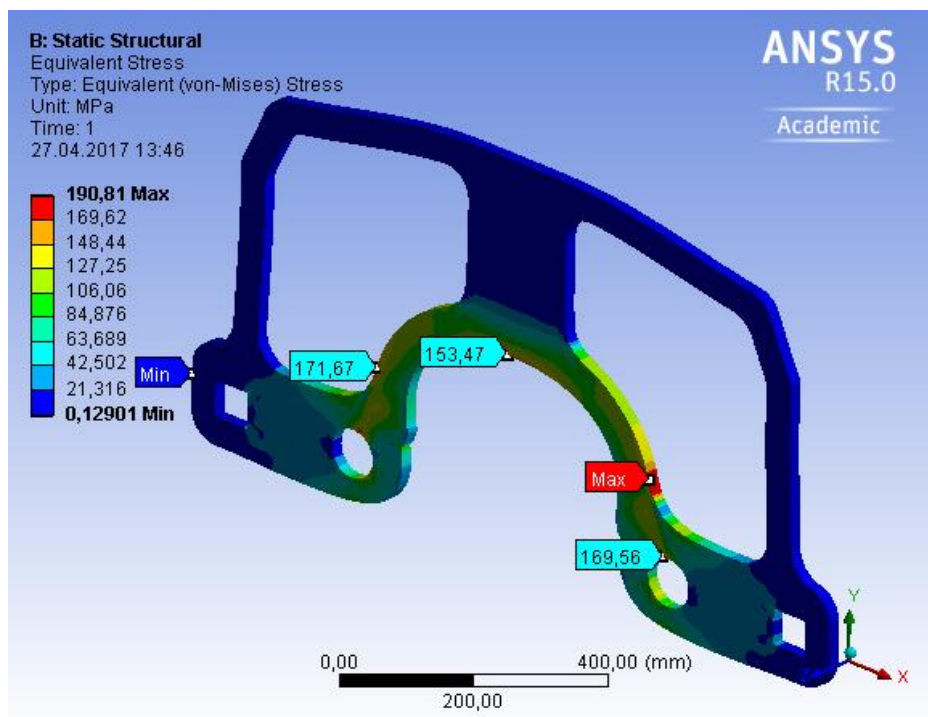 B: Static Structural
Equivalent Stress
Type: Equivalent (von-Mises) Stress
Unit: MPa
Time: 1
27.04.2017 13:46
ANSYS
R15.0
Academic
190,81 Max
169,62
148,44
127,25
106,06
84,876
63,689
42,502
21,316
0,12901 Min
Min
171,67
153,47
Max
169,56
0,00
400,00 (mm)
200,00
Y
X